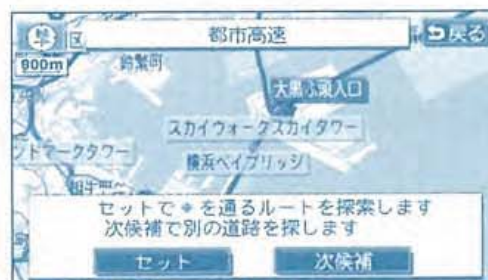 都市高速
戻る
区
800m
鈴繁町
大黒ふ頭入口
スカイウォークスカイタワー
ンドマークタワー
横浜ベイブリッジ
相生町
セットで を通るルートを探索します
次候補で別の道路を探します
セット
次候補